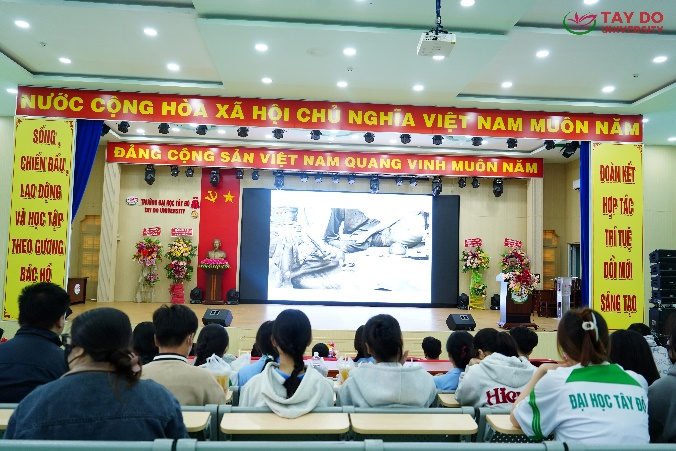 TAY DO
UNIVERSITY
NƯỚC CỘNG HÒA XÃ HỘI CHỦ NGHĨA VIỆT NAM MUÔN NĂM
ĐẢNG CỘNG SẢN VIỆT NAM QUANG VINH MUÔN NĂM
SỐNG,
CHIẾN ĐẤU,
LAO ĐỘNG
VÀ HỌC TẬP
THEO GƯƠNG
BÁC HỒ
TRƯỜNG ĐẠI HỌC TÂY ĐÔ
TAY DO UNIVERSITY
ĐOÀN KẾT
HỢP TÁC
TRÍ TUỆ
ĐỔI MỚI
SÁNG TẠO
ĐẠI HỌC TÂY ĐÔ